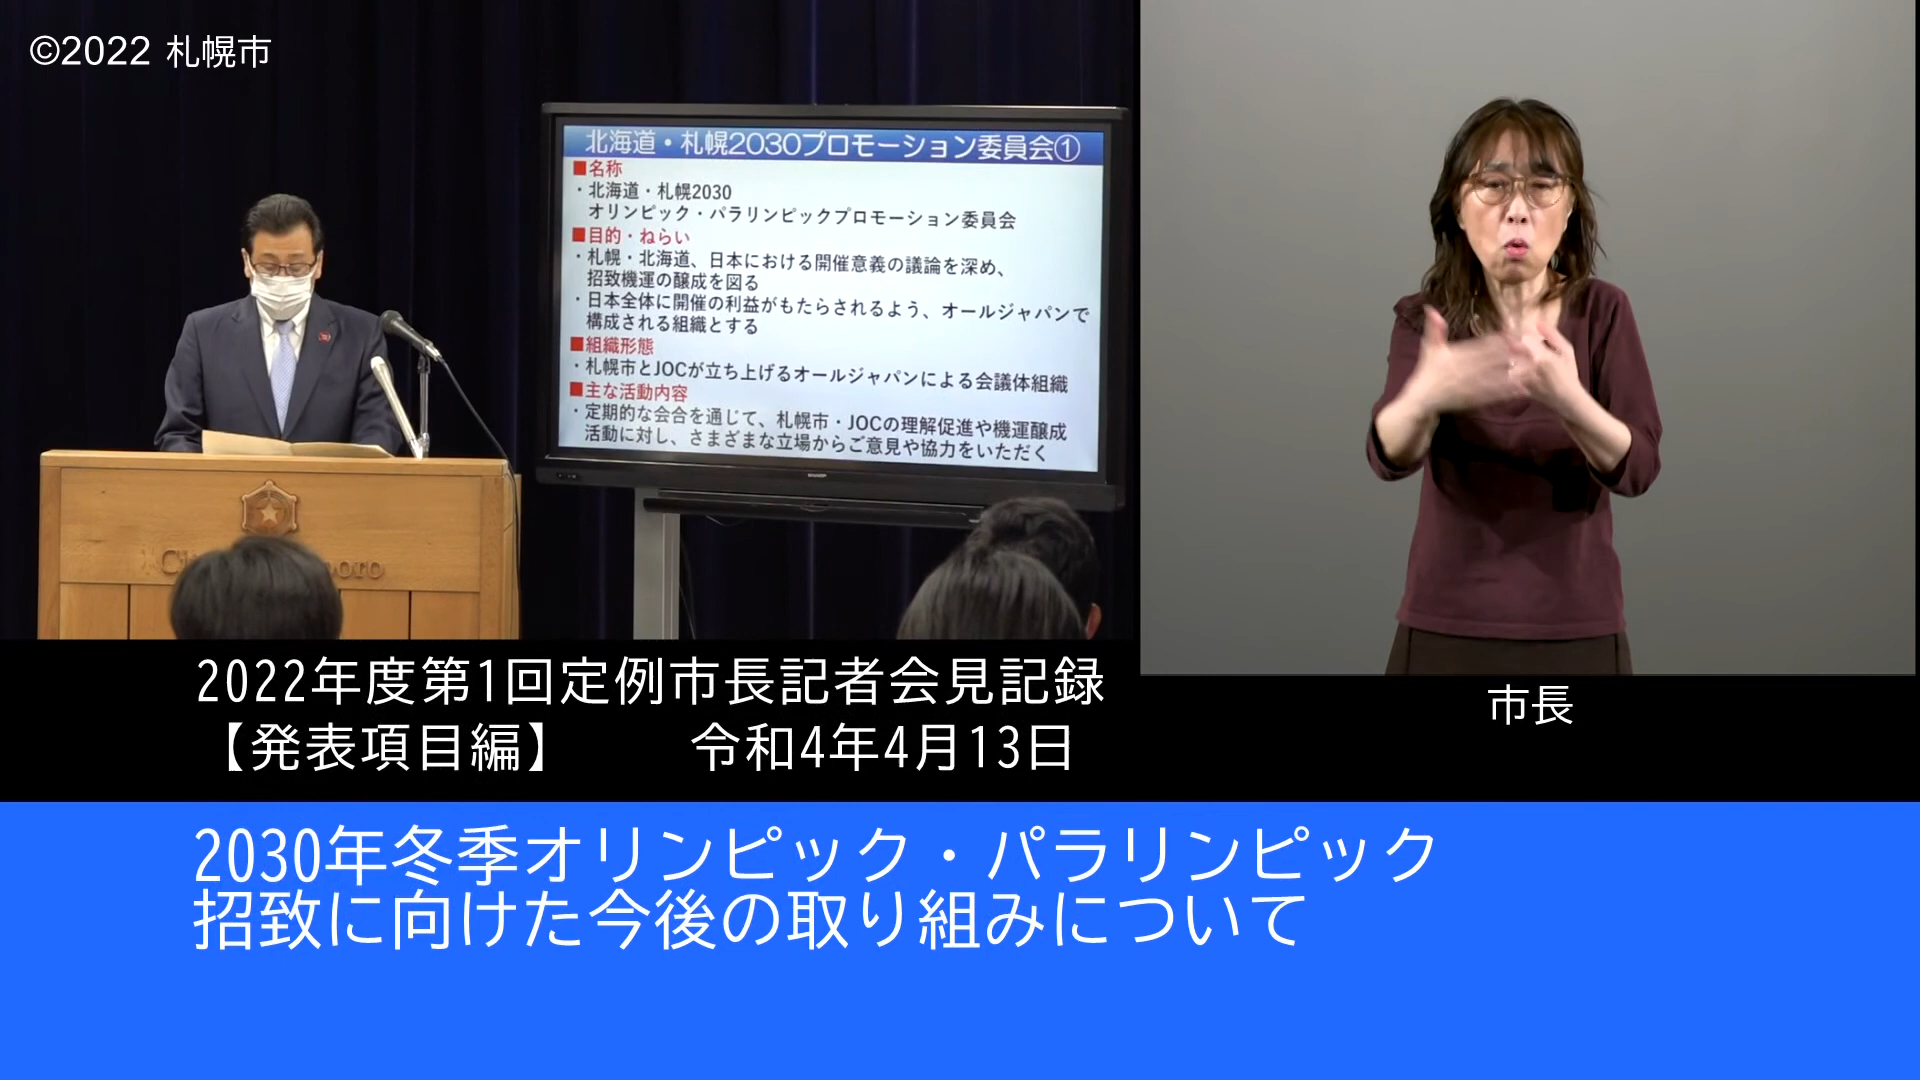 ©2022 札幌市
北海道・札幌2030プロモーション委員会①
■名称
・北海道・札幌2030
オリンピック・パラリンピックプロモーション委員会
■目的・ねらい
・札幌・北海道、日本における開催意義の議論を深め、
招致機運の醸成を図る
・日本全体に開催の利益がもたらされるよう、オールジャパンで
構成される組織とする
■組織形態
・札幌市とJOCが立ち上げるオールジャパンによる会議体組織
■主な活動内容
・定期的な会合を通じて、札幌市・JOCの理解促進や機運醸成
活動に対し、さまざまな立場からご意見や協力をいただく
SHARP
2022年度第1回定例市長記者会見記録
【発表項目編】 令和4年4月13日
市長
2030年冬季オリンピック・パラリンピック
招致に向けた今後の取り組みについて